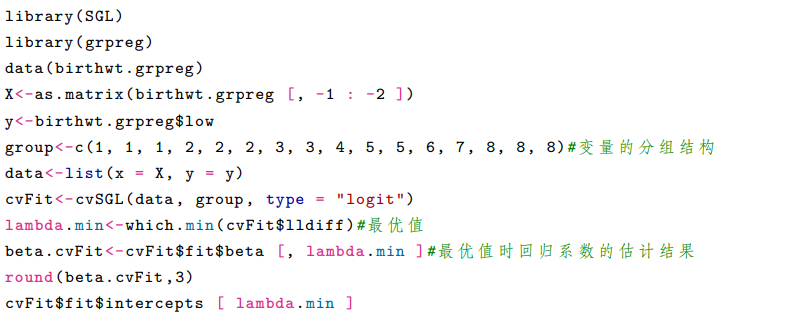 library(SGL)
library(grpreg)
data(birthwt.grpreg)
X<-as.matrix(birthwt.grpreg [, -1 : -2 ])
y<-birthwt.grpreg$low
group<-c(1, 1, 1, 2, 2, 2, 3, 3, 4, 5, 5, 6, 7, 8, 8, 8)#变量的分组结构
data<-list(x = X, y = y)
cvFit<-cvSGL(data, group, type = "logit")
lambda.min<-which.min(cvFit$lldiff)#最优值
beta.cvFit<-cvFit$fit$beta [, lambda.min ]#最优值时回归系数的估计结果
round(beta.cvFit,3)
cvFit$fit$intercepts [ lambda.min ]